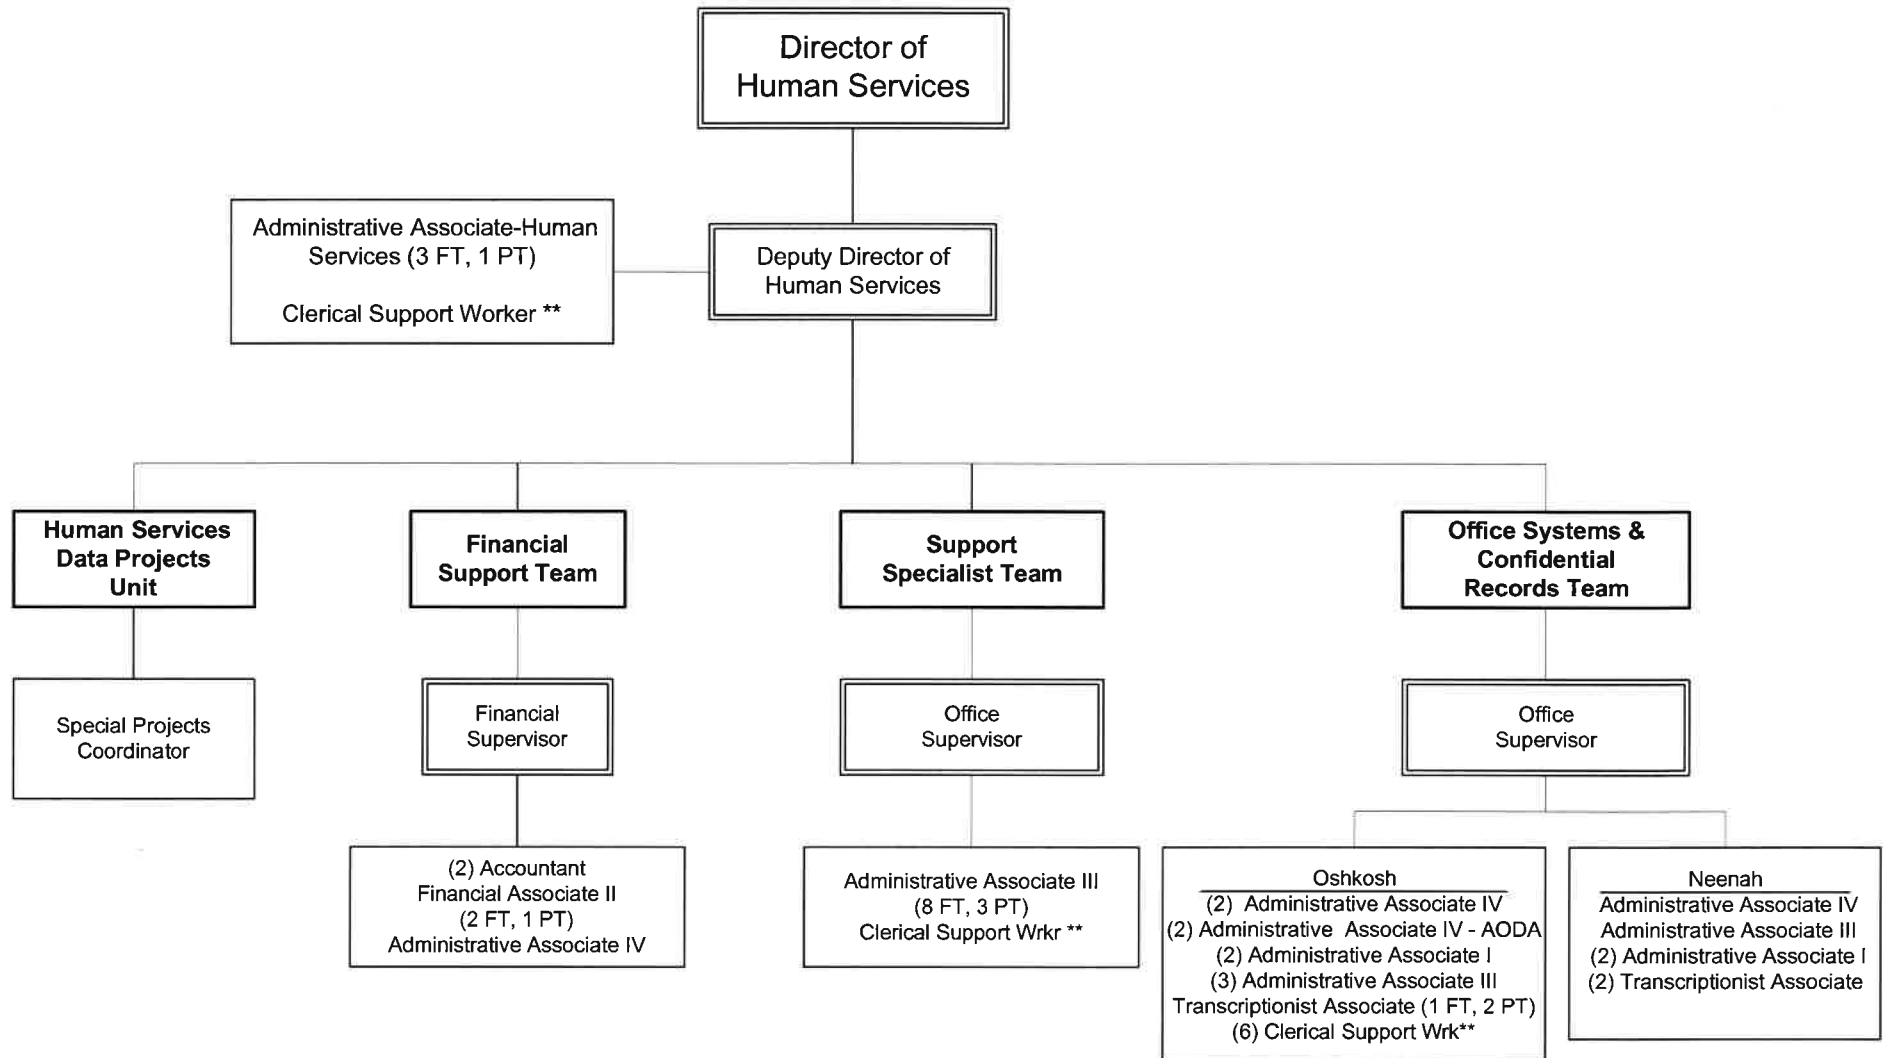 Director of
Human Services
Administrative Associate-Human
Services (3 FT, 1 PT)
Clerical Support Worker **
Deputy Director of
Human Services
Human Services
Data Projects
Unit
Financial
Support Team
Support
Specialist Team
Office Systems &
Confidential
Records Team
Special Projects
Coordinator
Financial
Supervisor
Office
Supervisor
Office
Supervisor
(2) Accountant
Financial Associate II
(2 FT, 1 PT)
Administrative Associate IV
Administrative Associate III
(8 FT, 3 PT)
Clerical Support Wrkr **
Oshkosh
(2) Administrative Associate IV
(2) Administrative Associate IV - AODA
(2) Administrative Associate I
(3) Administrative Associate III
Transcriptionist Associate (1 FT, 2 PT)
(6) Clerical Support Wrk**
Neenah
Administrative Associate IV
Administrative Associate III
(2) Administrative Associate I
(2) Transcriptionist Associate